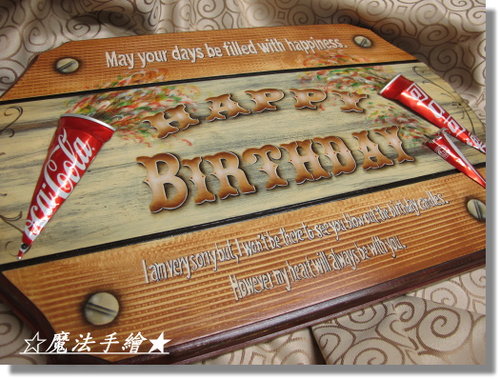 May your days be filled with happiness.
HAPPY
BIRTHDAY
Coca-Cola
I am very sorry but, I won't be there to see you blow out the birthday candles.
However my heart will always be with you.
☆魔法手繪★